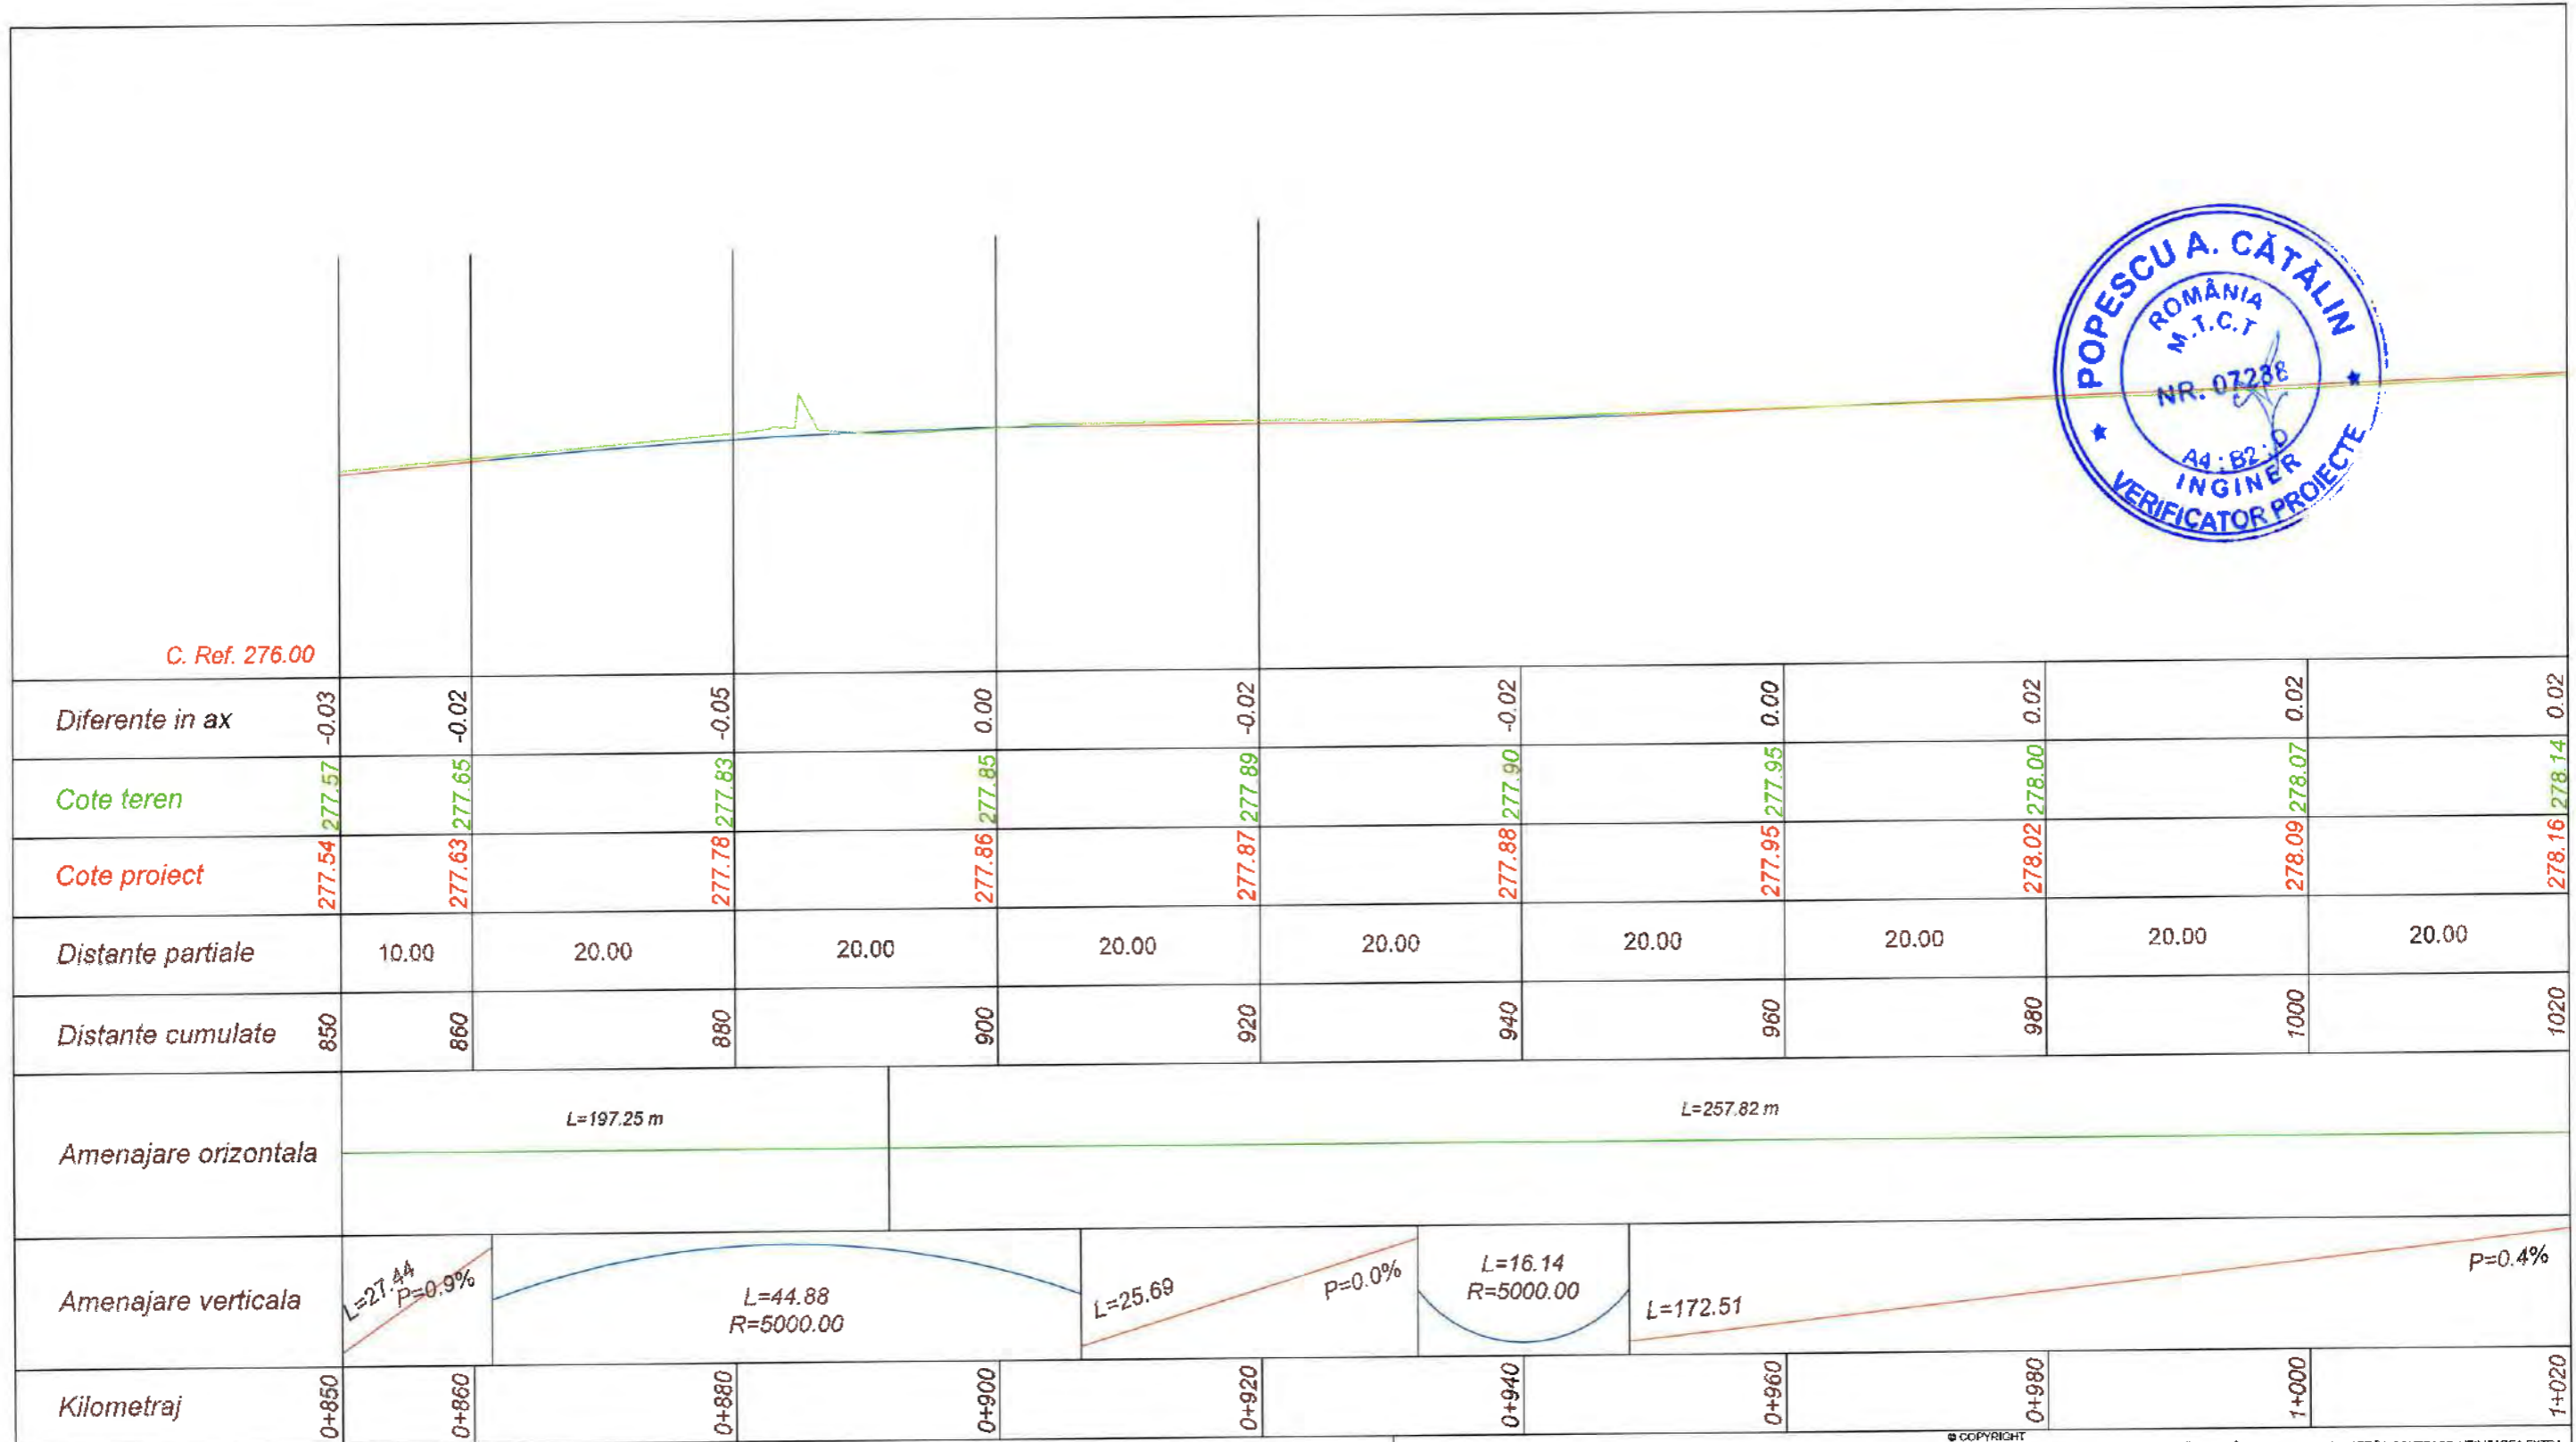 POPESCU A. CĂTĂLIN
ROMÂNIA
M.T.C.T
NR. 07238
A4 : B2 : D
INGINER
VERIFICATOR PROIECTE
C. Ref. 276.00
Diferente in ax -0.03 -0.02 -0.05 0.00 -0.02 -0.02 0.00 0.02 0.02 0.02
Cote teren 277.57 277.65 277.83 277.85 277.89 277.90 277.95 278.00 278.07 278.14
Cote proiect 277.54 277.63 277.78 277.86 277.87 277.88 277.95 278.02 278.09 278.16
Distante partiale 10.00 20.00 20.00 20.00 20.00 20.00 20.00 20.00 20.00
Distante cumulate 850 860 880 900 920 940 960 980 1000 1020
L=197.25 m L=257.82 m
Amenajare orizontala
Amenajare verticala
L=27.44
P=0.9%
L=44.88
R=5000.00
L=25.69
P=0.0%
L=16.14
R=5000.00
L=172.51
P=0.4%
Kilometraj 0+850 0+860 0+880 0+900 0+920 0+940 0+960 0+980 1+000 1+020
© COPYRIGHT